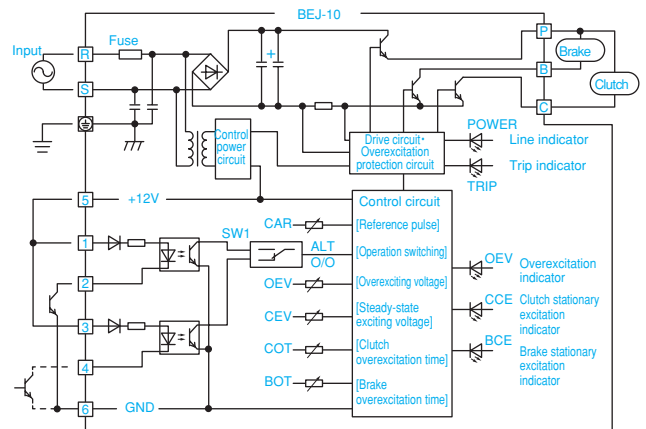 BEJ-10
Input
R
Fuse
P
Brake
B
Clutch
S
+
C
Control
power
circuit
Drive circuit・
Overexcitation
protection circuit
POWER
Line indicator
Trip indicator
TRIP
5
+12V
Control circuit
CAR
[Reference pulse]
SW1
1
ALT
O/O
[Operation switching]
OEV
Overexcitation
indicator
2
OEV
[Overexciting voltage]
CCE
Clutch stationary
excitation
indicator
3
CEV
[Steady-state
exciting voltage]
BCE
Brake stationary
excitation
indicator
COT
[Clutch
overexcitation time]
4
BOT
[Brake
overexcitation time]
6
GND